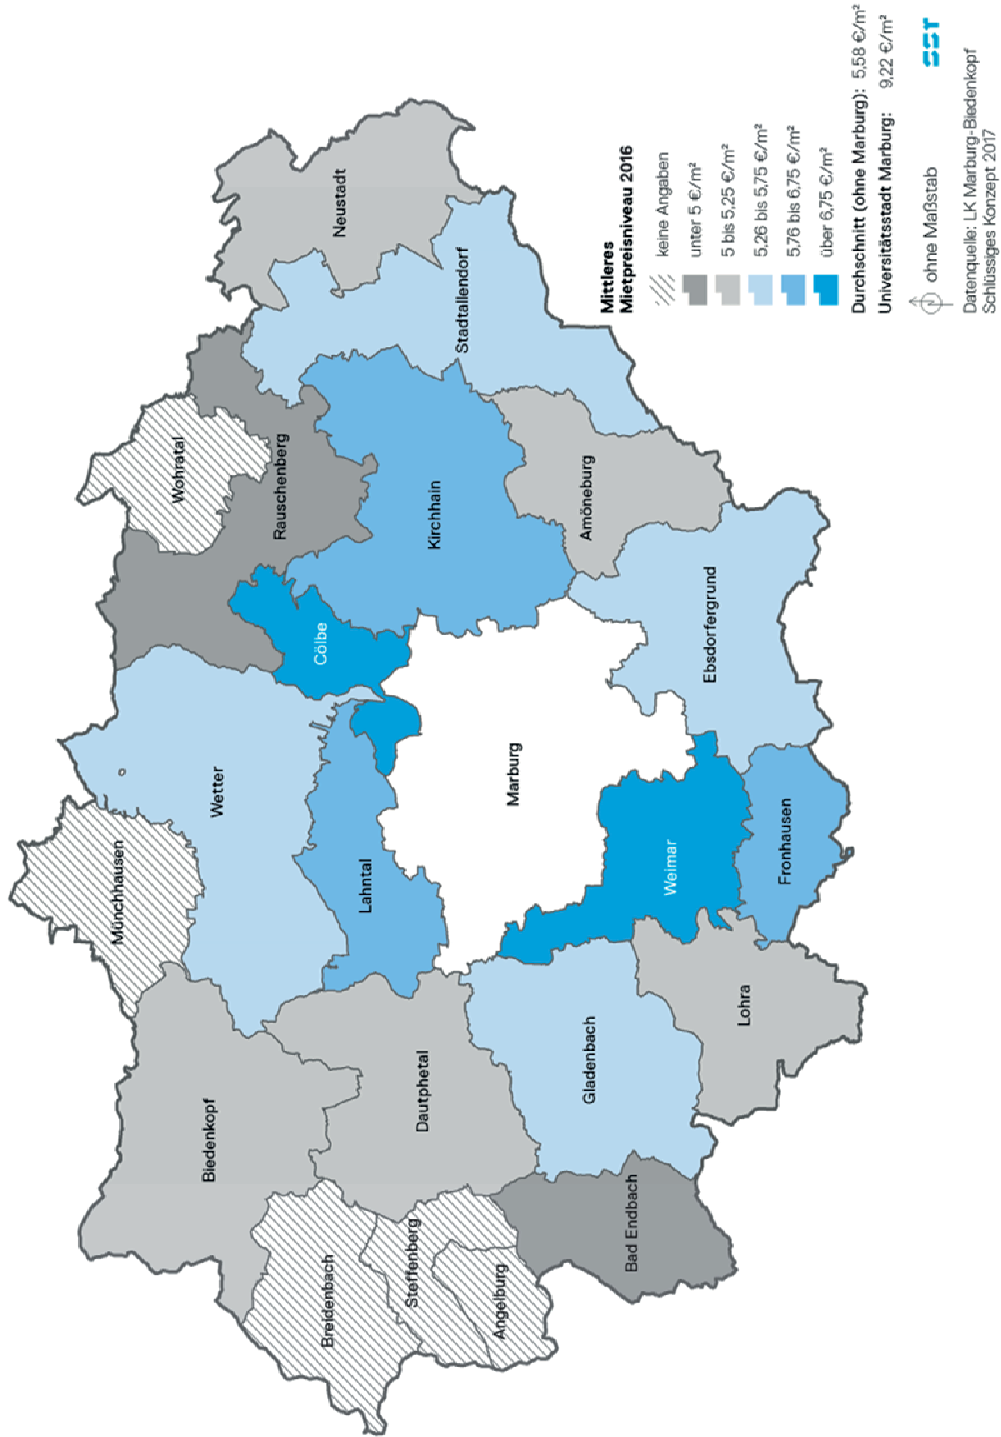 Münchhausen
Wohratal
Wetter
Rauschenberg
Neustadt
Biedenkopf
Cölbe
Breidenbach
Lahntal
Kirchhain
Stadtallendorf
Steffenberg
Dautphetal
Angelburg
Marburg
Amöneburg
Gladenbach
Bad Endbach
Weimar
Ebsdorfergrund
Lohra
Fronhausen
Mittleres
Mietpreisniveau 2016
keine Angaben
unter 5 €/m²
5 bis 5,25 €/m²
5,26 bis 5,75 €/m²
5,76 bis 6,75 €/m²
über 6,75 €/m²
Durchschnitt (ohne Marburg): 5,58 €/m²
Universitätsstadt Marburg: 9,22 €/m²
ohne Maßstab
Datenquelle: LK Marburg-Biedenkopf
Schlüssiges Konzept 2017